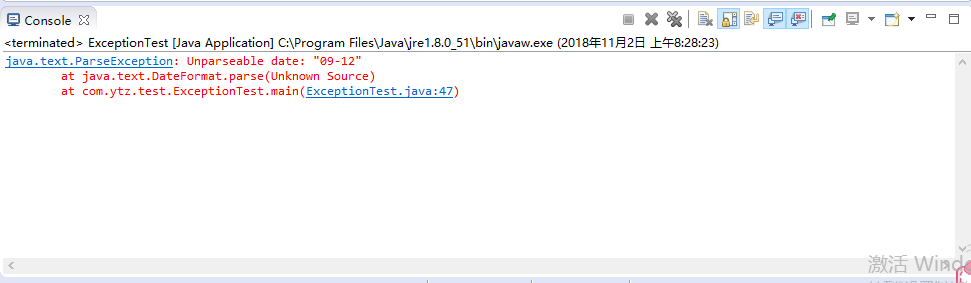 Console
<terminated> ExceptionTest [Java Application] C:\Program Files\Java\jre1.8.0_51\bin\javaw.exe (2018年11月2日 上午8:28:23)
java.text.ParseException: Unparseable date: "09-12"
at java.text.DateFormat.parse(Unknown Source)
at com.ytz.test.ExceptionTest.main(ExceptionTest.java:47)
激活 Wind